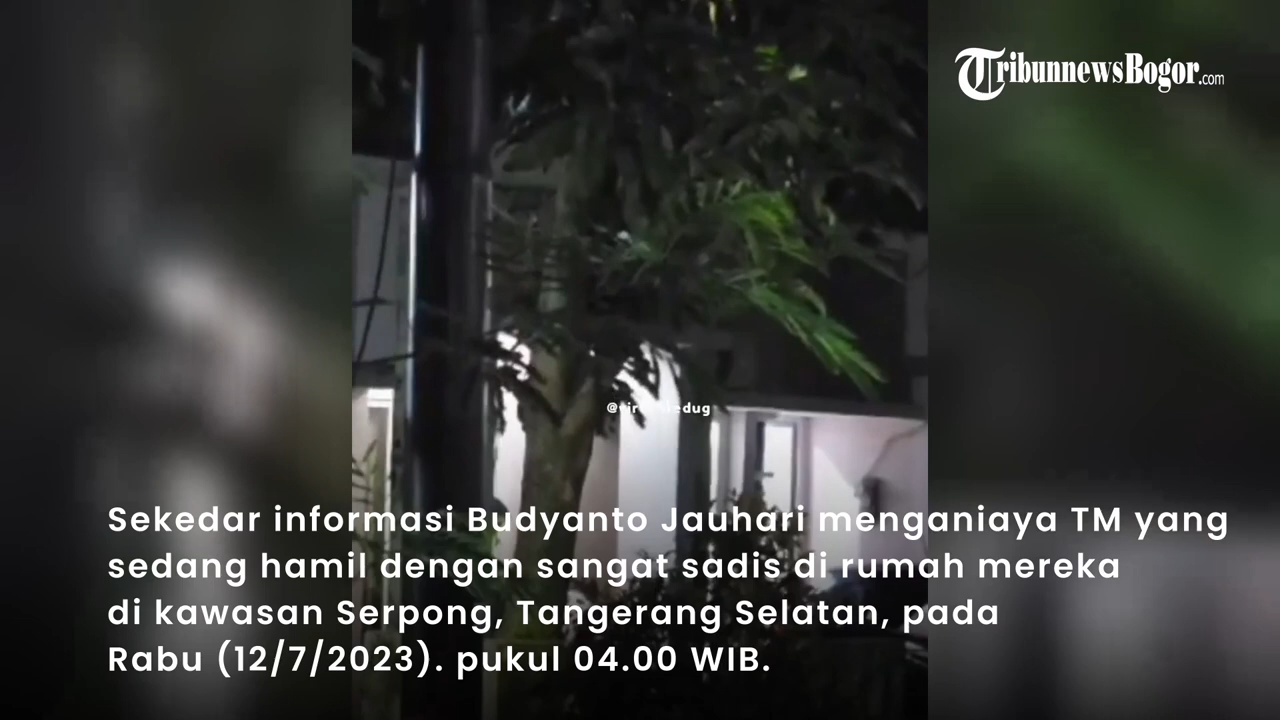 TribunnewsBogor.com
Sekedar informasi Budyanto Jauhari menganiaya TM yang
sedang hamil dengan sangat sadis di rumah mereka
di kawasan Serpong, Tangerang Selatan, pada
Rabu (12/7/2023). pukul 04.00 WIB.